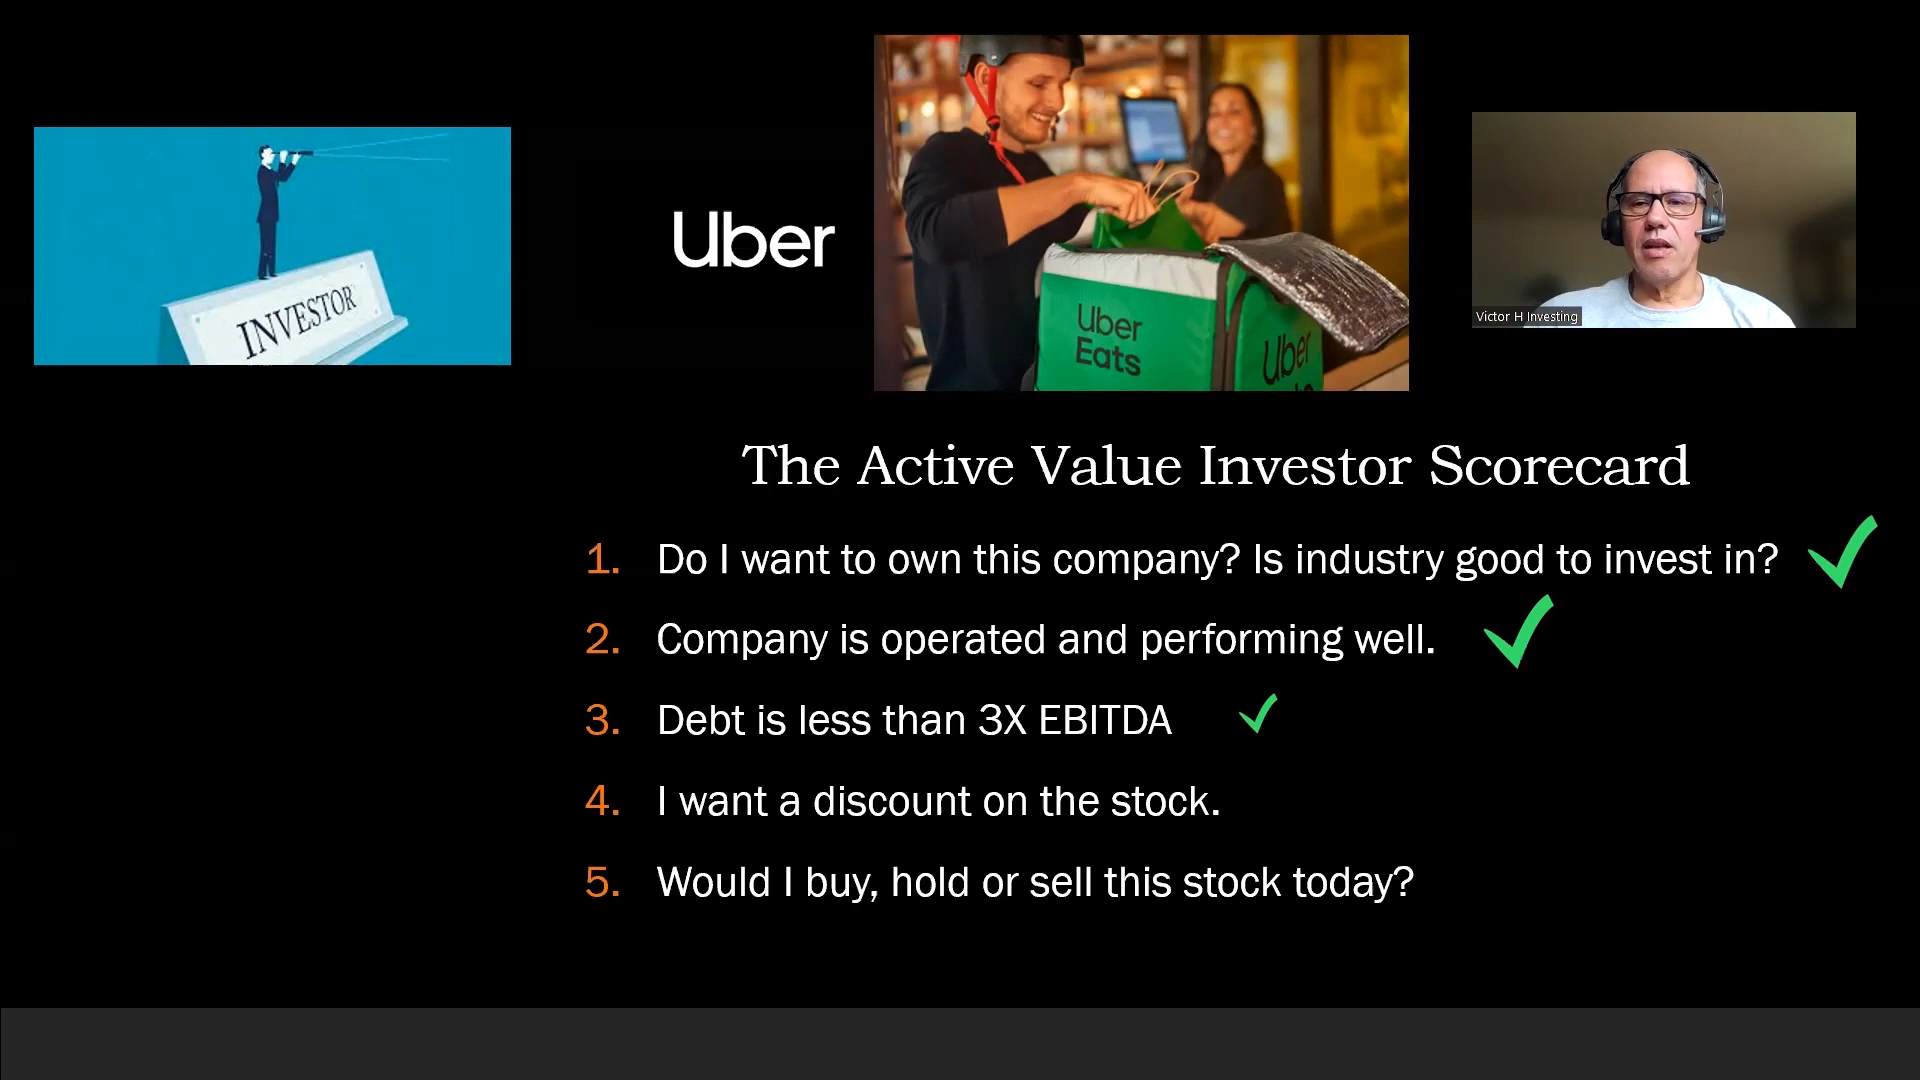 INVESTOR
Uber
Uber
Eats
Uber
Victor H Investing
The Active Value Investor Scorecard
1. Do I want to own this company? Is industry good to invest in?
2. Company is operated and performing well.
3. Debt is less than 3X EBITDA
4. I want a discount on the stock.
5. Would I buy, hold or sell this stock today?